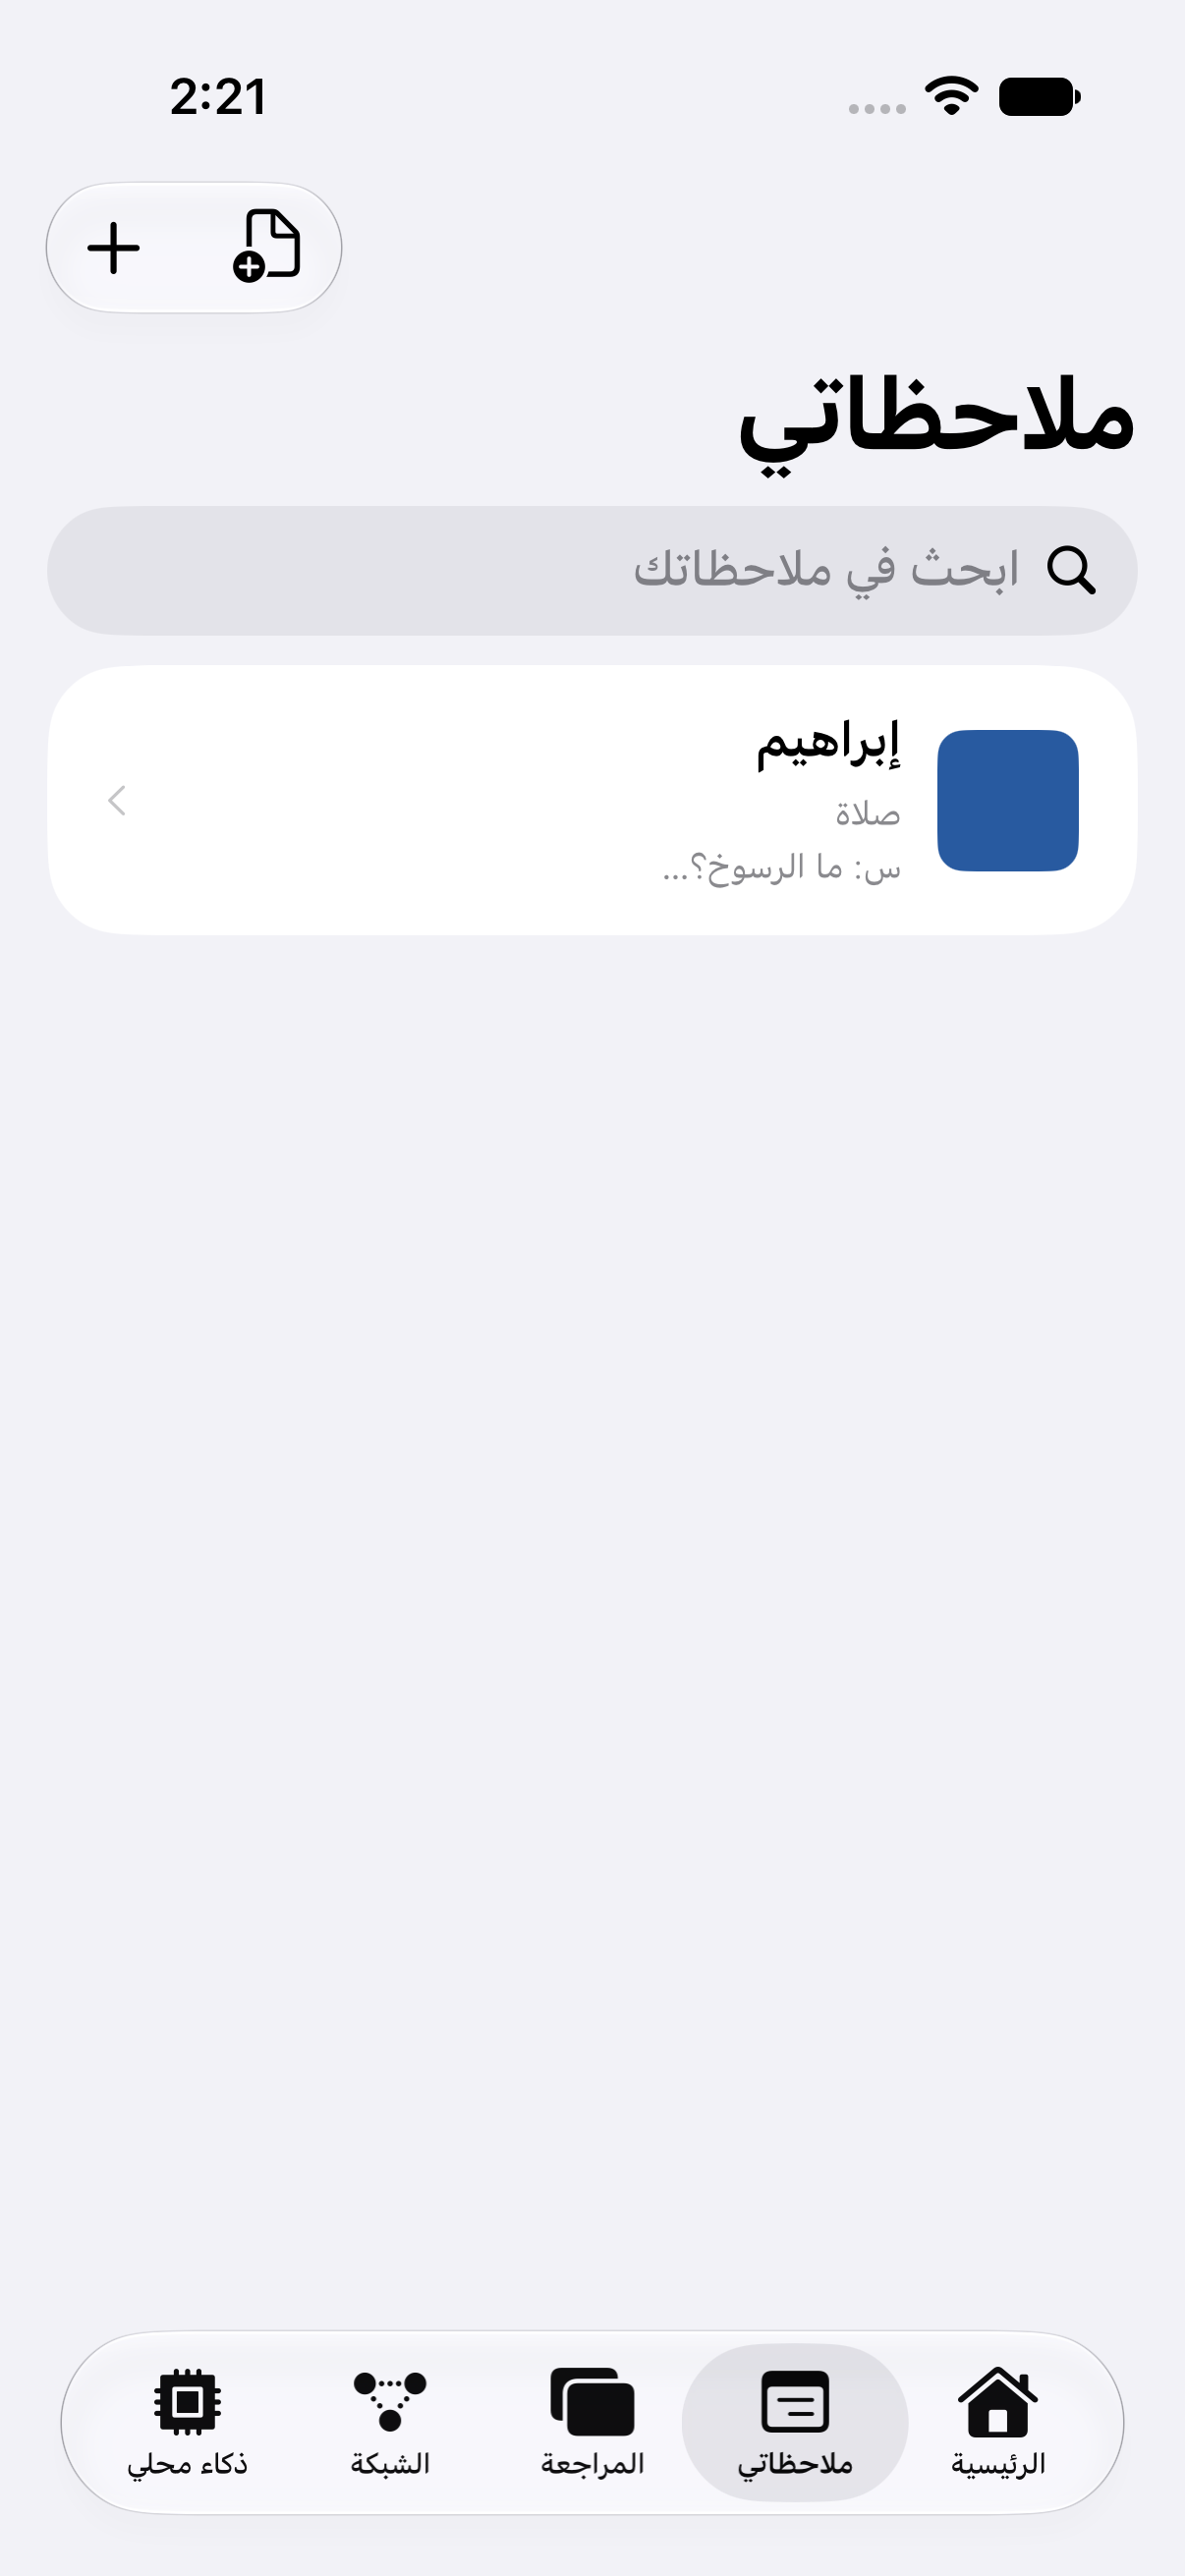 2:21
ملاحظاتي
ابحث في ملاحظاتك
إبراهيم
صلاة
س: ما الرسوخ؟...
الرئيسية
ملاحظاتي
المراجعة
الشبكة
ذكاء محلي